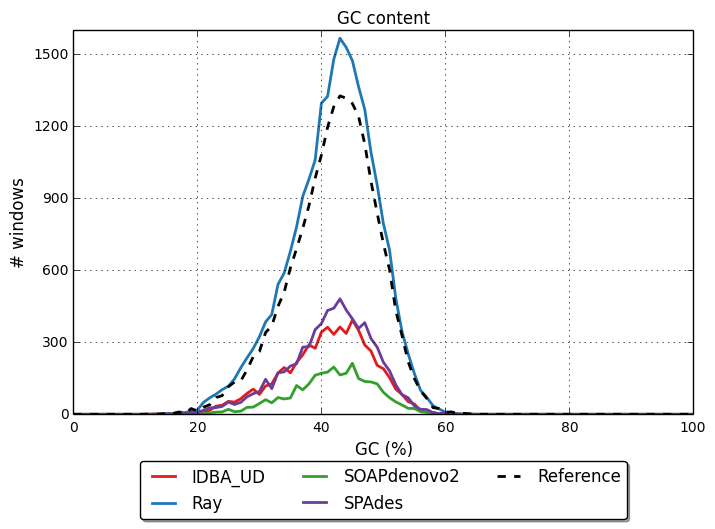 GC content
1500
1200
900
600
300
0
# windows
0 20 40 60 80 100
GC (%)
IDBA_UD SOAPdenovo2 Reference
Ray SPAdes